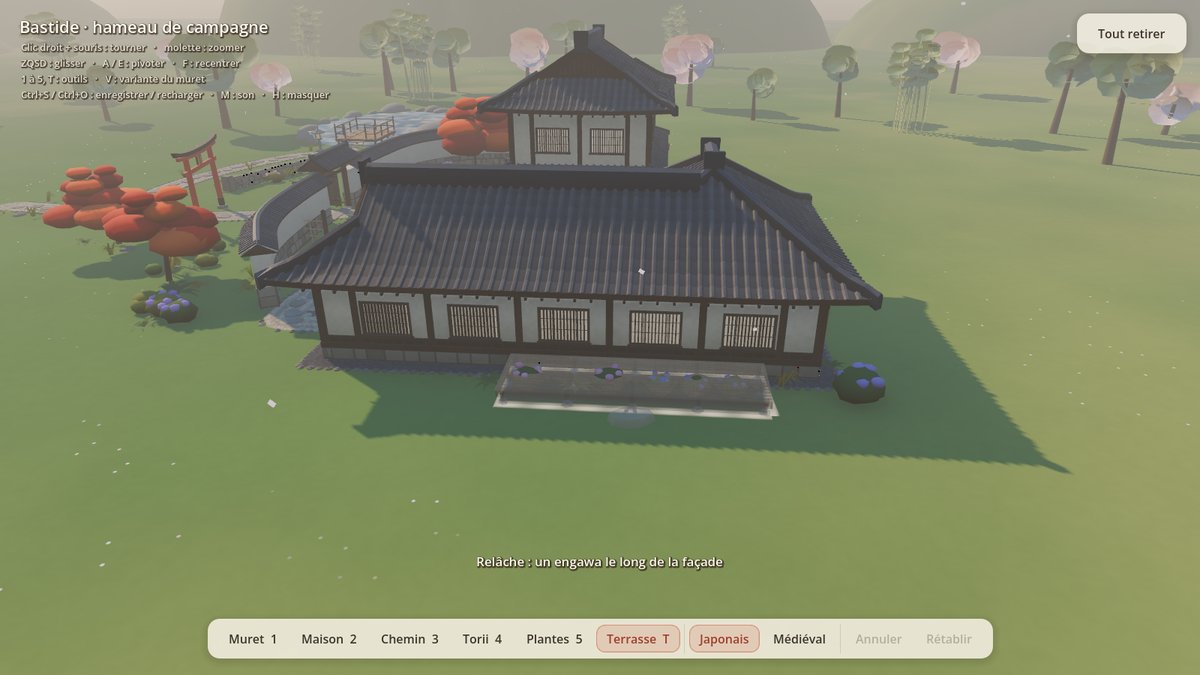 Bastide · hameau de campagne
Clic droit + souris : tourner · molette : zoomer
ZQSD : glisser · A / E : pivoter · F : recentrer
1 à 5, T : outils · V : variante du muret
Ctrl+S / Ctrl+O : enregistrer / recharger · M : son · H : masquer
Tout retirer
Relâche : un engawa le long de la façade
Muret 1 Maison 2 Chemin 3 Torii 4 Plantes 5 Terrasse T Japonais Médiéval Annuler Rétablir